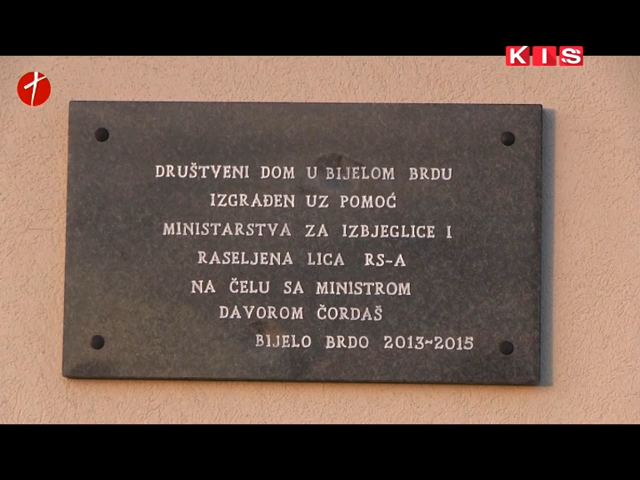 KIS
DRUŠTVENI DOM U BIJELOM BRDU
IZGRAĐEN UZ POMOĆ
MINISTARSTVA ZA IZBJEGLICE I
RASELJENA LICA RS-A
NA ČELU SA MINISTROM
DAVOROM ČORDAŠ
BIJELO BRDO 2013~2015